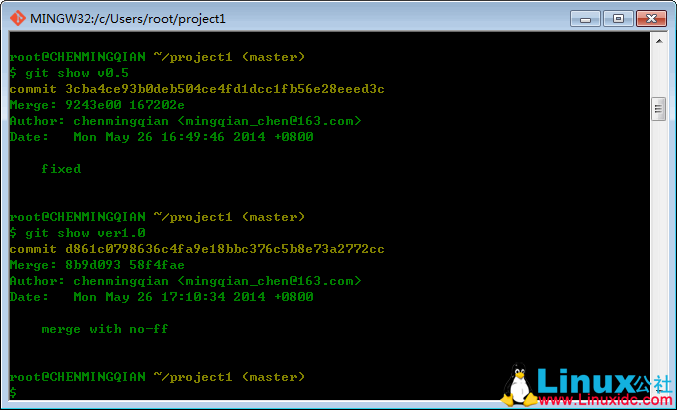 MINGW32:/c/Users/root/project1
root@CHENMINGQIAN ~/project1 (master)
$ git show v0.5
commit 3cba4ce93b0deb504ce4fd1dcc1fb56e28eeed3c
Merge: 9243e00 167202e
Author: chenmingqian <mingqian_chen@163.com>
Date:   Mon May 26 16:49:46 2014 +0800
fixed
root@CHENMINGQIAN ~/project1 (master)
$ git show ver1.0
commit d861c0798636c4fa9e18bbc376c5b8e73a2772cc
Merge: 8b9d093 58f4fae
Author: chenmingqian <mingqian_chen@163.com>
Date:   Mon May 26 17:10:34 2014 +0800
merge with no-ff
root@CHENMINGQIAN ~/project1 (master)
$
Linux公社
www.Linuxidc.com